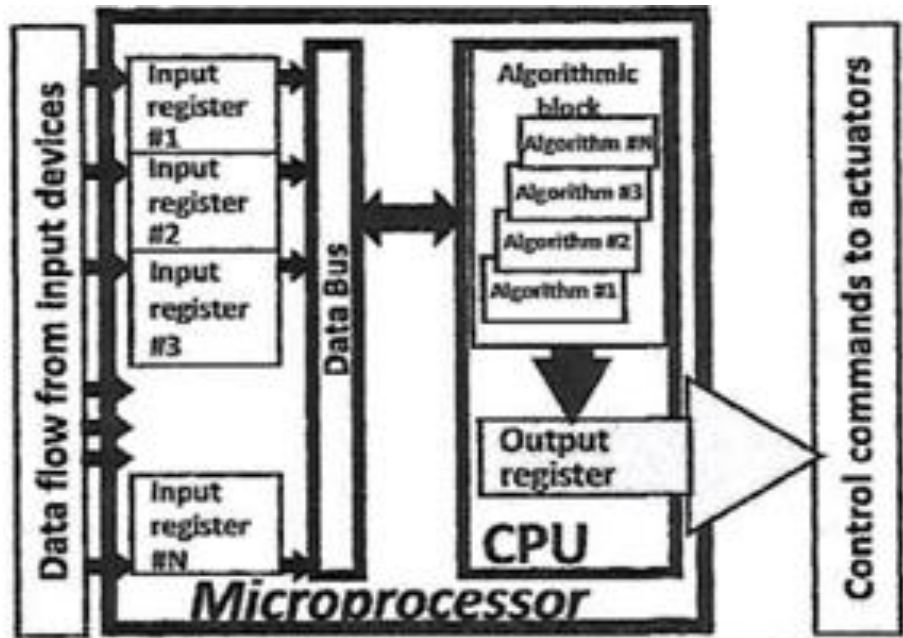 Data flow from input devices
Input
register
#1
Input
register
#2
Input
register
#3
Input
register
#N
Data Bus
Algorithmic
block
Algorithm #N
Algorithm #3
Algorithm #2
Algorithm #1
Output
register
CPU
Microprocessor
Control commands to actuators